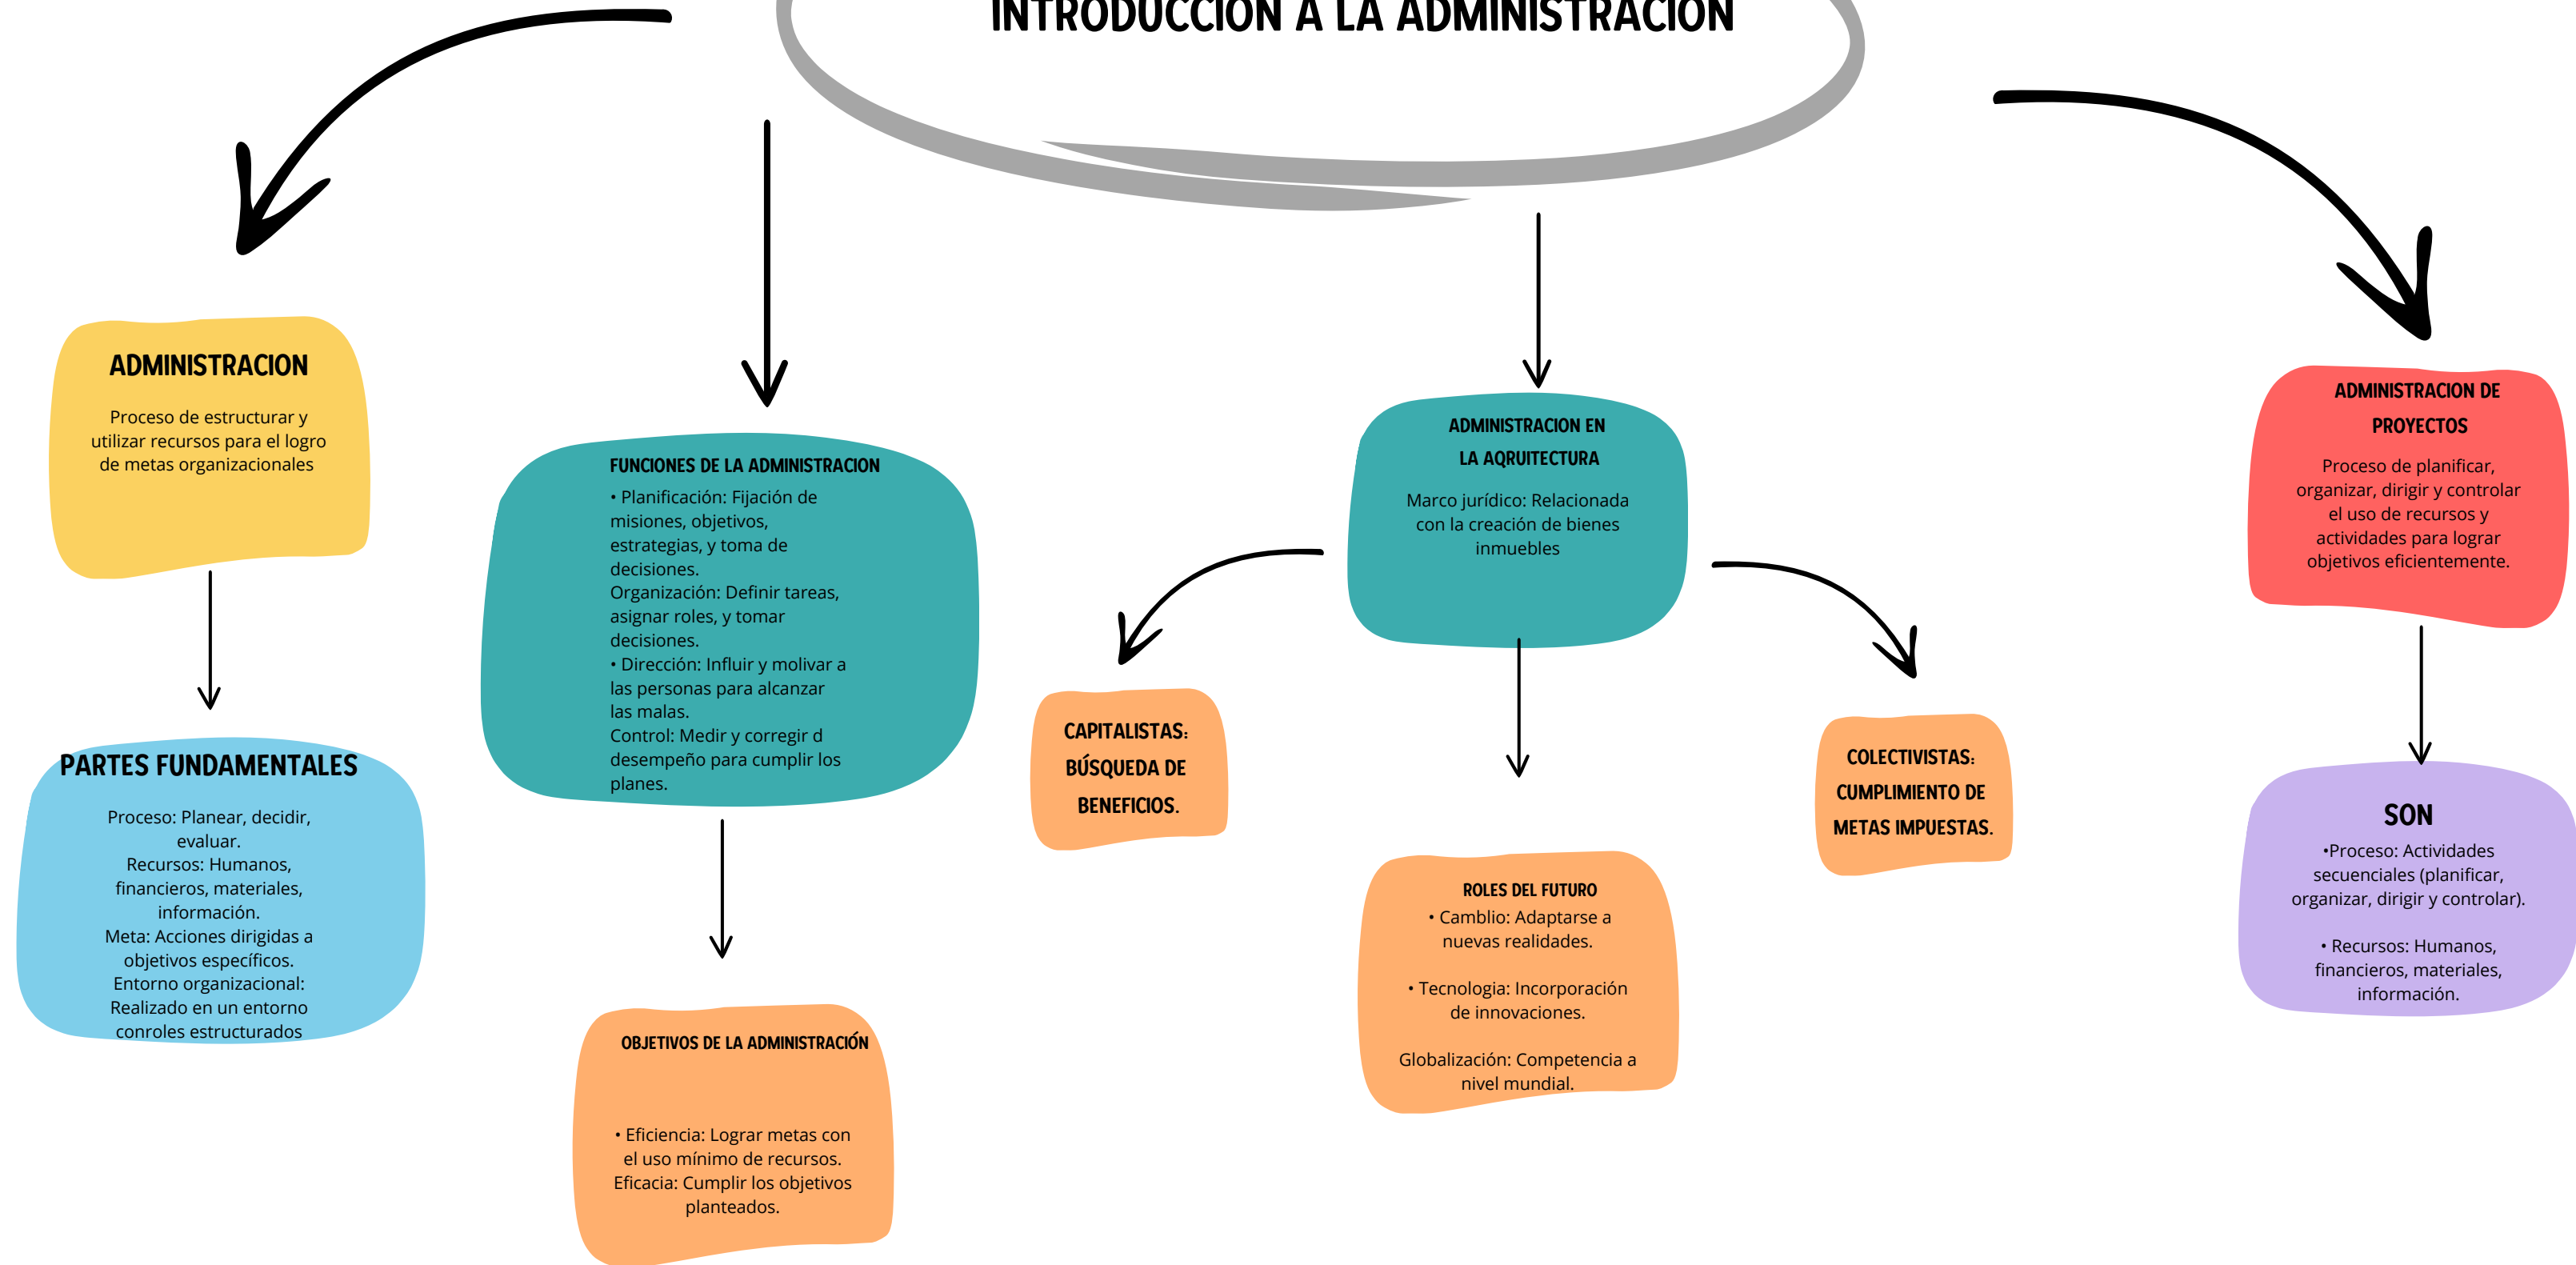 INTRODUCCION A LA ADMINISTRACION
ADMINISTRACION
Proceso de estructurar y
utilizar recursos para el logro
de metas organizacionales
PARTES FUNDAMENTALES
Proceso: Planear, decidir,
evaluar.
Recursos: Humanos,
financieros, materiales,
información.
Meta: Acciones dirigidas a
objetivos específicos.
Entorno organizacional:
Realizado en un entorno
conroles estructurados
FUNCIONES DE LA ADMINISTRACION
• Planificación: Fijación de
misiones, objetivos,
estrategias, y toma de
decisiones.
Organización: Definir tareas,
asignar roles, y tomar
decisiones.
• Dirección: Influir y molivar a
las personas para alcanzar
las malas.
Control: Medir y corregir d
desempeño para cumplir los
planes.
OBJETIVOS DE LA ADMINISTRACIÓN
• Eficiencia: Lograr metas con
el uso mínimo de recursos.
Eficacia: Cumplir los objetivos
planteados.
ADMINISTRACION EN
LA AQRUITECTURA
Marco jurídico: Relacionada
con la creación de bienes
inmuebles
CAPITALISTAS:
BÚSQUEDA DE
BENEFICIOS.
ROLES DEL FUTURO
• Camblio: Adaptarse a
nuevas realidades.
• Tecnologia: Incorporación
de innovaciones.
Globalización: Competencia a
nivel mundial.
COLECTIVISTAS:
CUMPLIMIENTO DE
METAS IMPUESTAS.
ADMINISTRACION DE
PROYECTOS
Proceso de planificar,
organizar, dirigir y controlar
el uso de recursos y
actividades para lograr
objetivos eficientemente.
SON
•Proceso: Actividades
secuenciales (planificar,
organizar, dirigir y controlar).
• Recursos: Humanos,
financieros, materiales,
información.